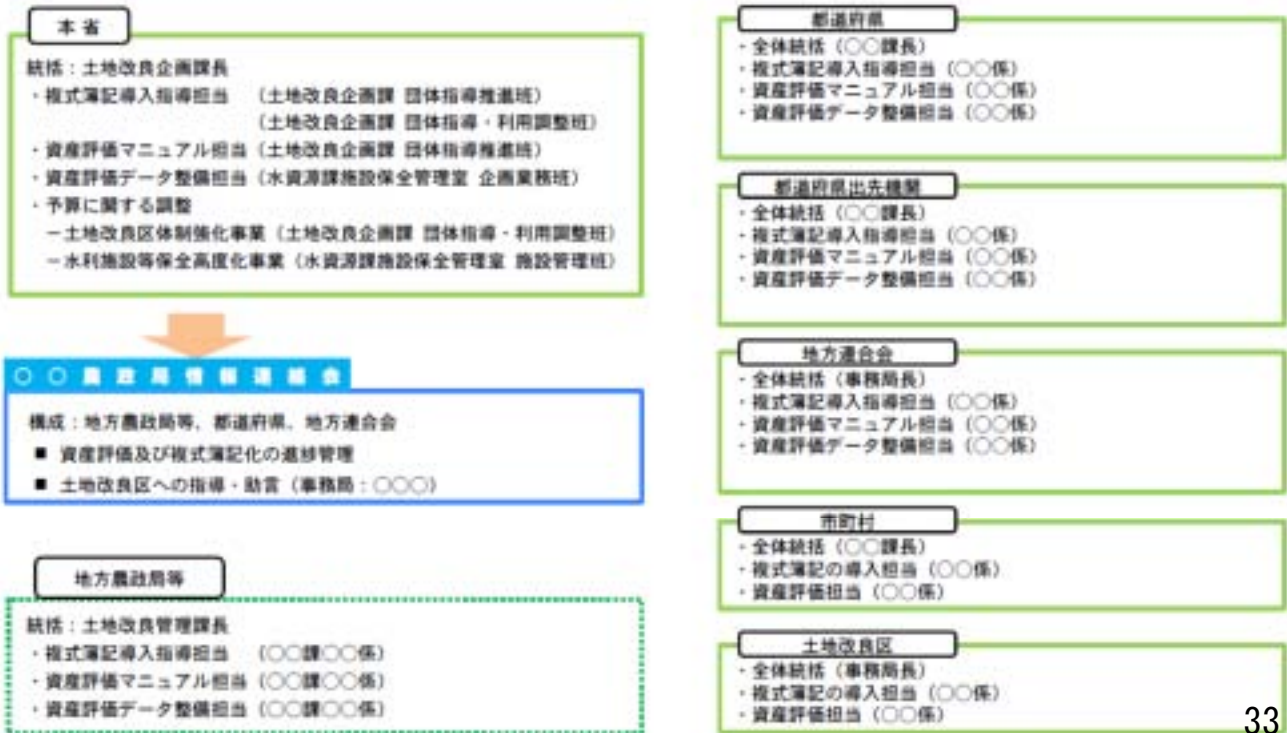 本省
統括：土地改良企画課長
・複式簿記導入指導担当　（土地改良企画課 団体指導推進班）
（土地改良企画課 団体指導・利用調整班）
・資産評価マニュアル担当（土地改良企画課 団体指導推進班）
・資産評価データ整備担当（水資源課施設保全管理室 企画業務班）
・予算に関する調整
－土地改良区体制強化事業（土地改良企画課 団体指導・利用調整班）
－水利施設等保全高度化事業（水資源課施設保全管理室 施設管理班）
○○農政局情報連絡会
構成：地方農政局等、都道府県、地方連合会
■ 資産評価及び複式簿記化の進捗管理
■ 土地改良区への指導・助言（事務局：○○○）
地方農政局等
統括：土地改良管理課長
・複式簿記導入指導担当　（○○課○○係）
・資産評価マニュアル担当（○○課○○係）
・資産評価データ整備担当（○○課○○係）
都道府県
・全体統括（○○課長）
・複式簿記導入指導担当（○○係）
・資産評価マニュアル担当（○○係）
・資産評価データ整備担当（○○係）
都道府県出先機関
・全体統括（○○課長）
・複式簿記導入指導担当（○○係）
・資産評価マニュアル担当（○○係）
・資産評価データ整備担当（○○係）
地方連合会
・全体統括（事務局長）
・複式簿記導入指導担当（○○係）
・資産評価マニュアル担当（○○係）
・資産評価データ整備担当（○○係）
市町村
・全体統括（○○課長）
・複式簿記の導入担当（○○係）
・資産評価担当（○○係）
土地改良区
・全体統括（事務局長）
・複式簿記の導入担当（○○係）
・資産評価担当（○○係）
33